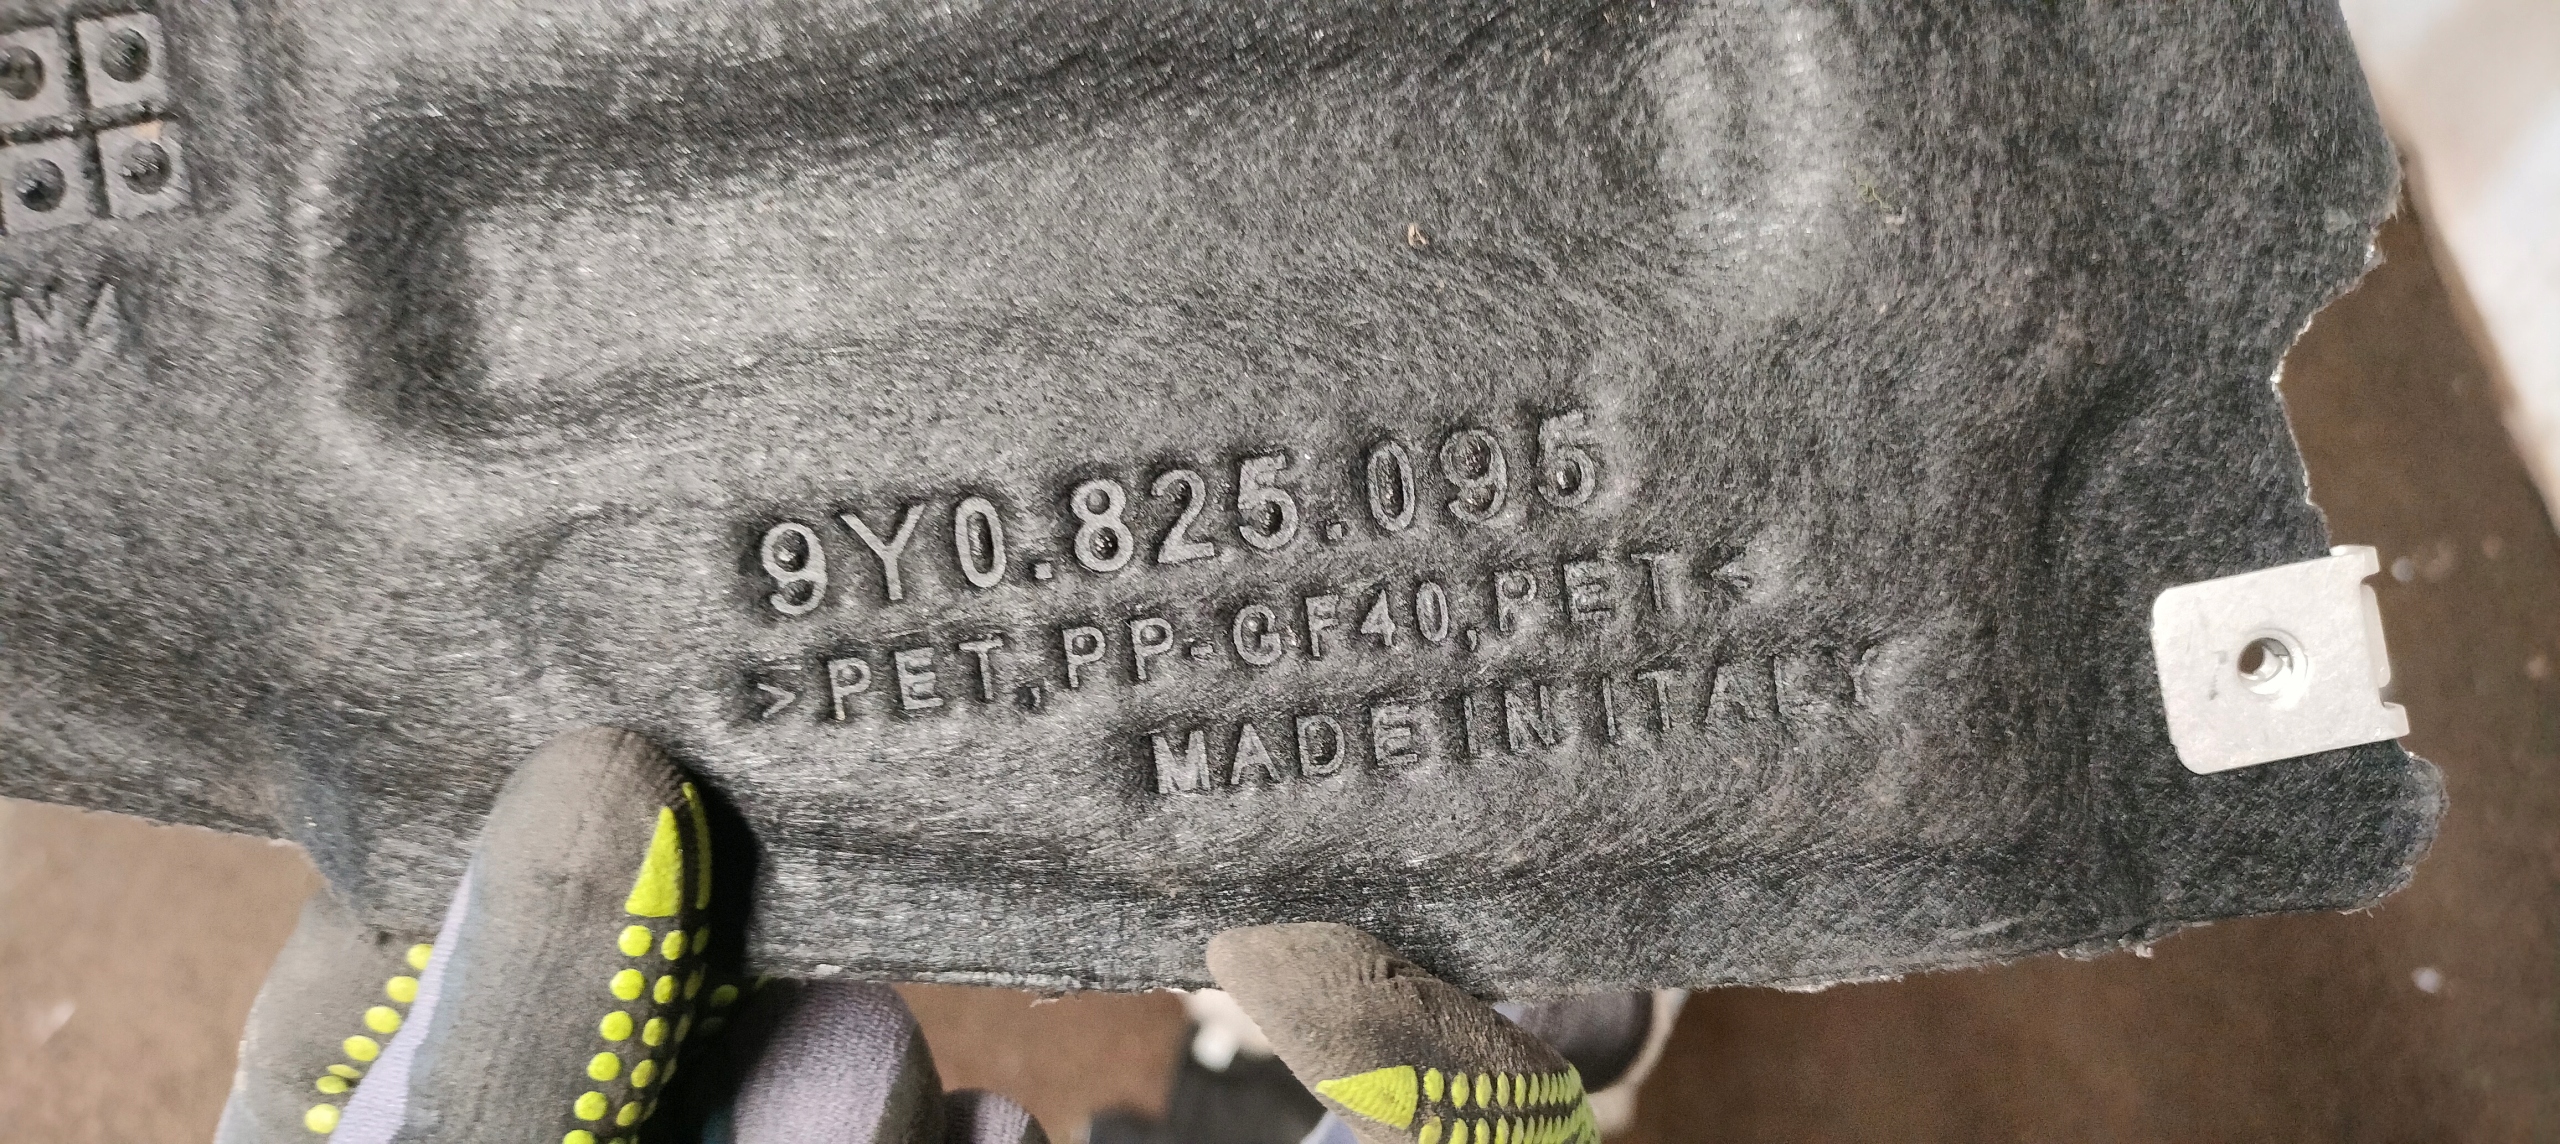 9Y0.825.095
>PET,PP-GF40,PET<
MADE IN ITALY